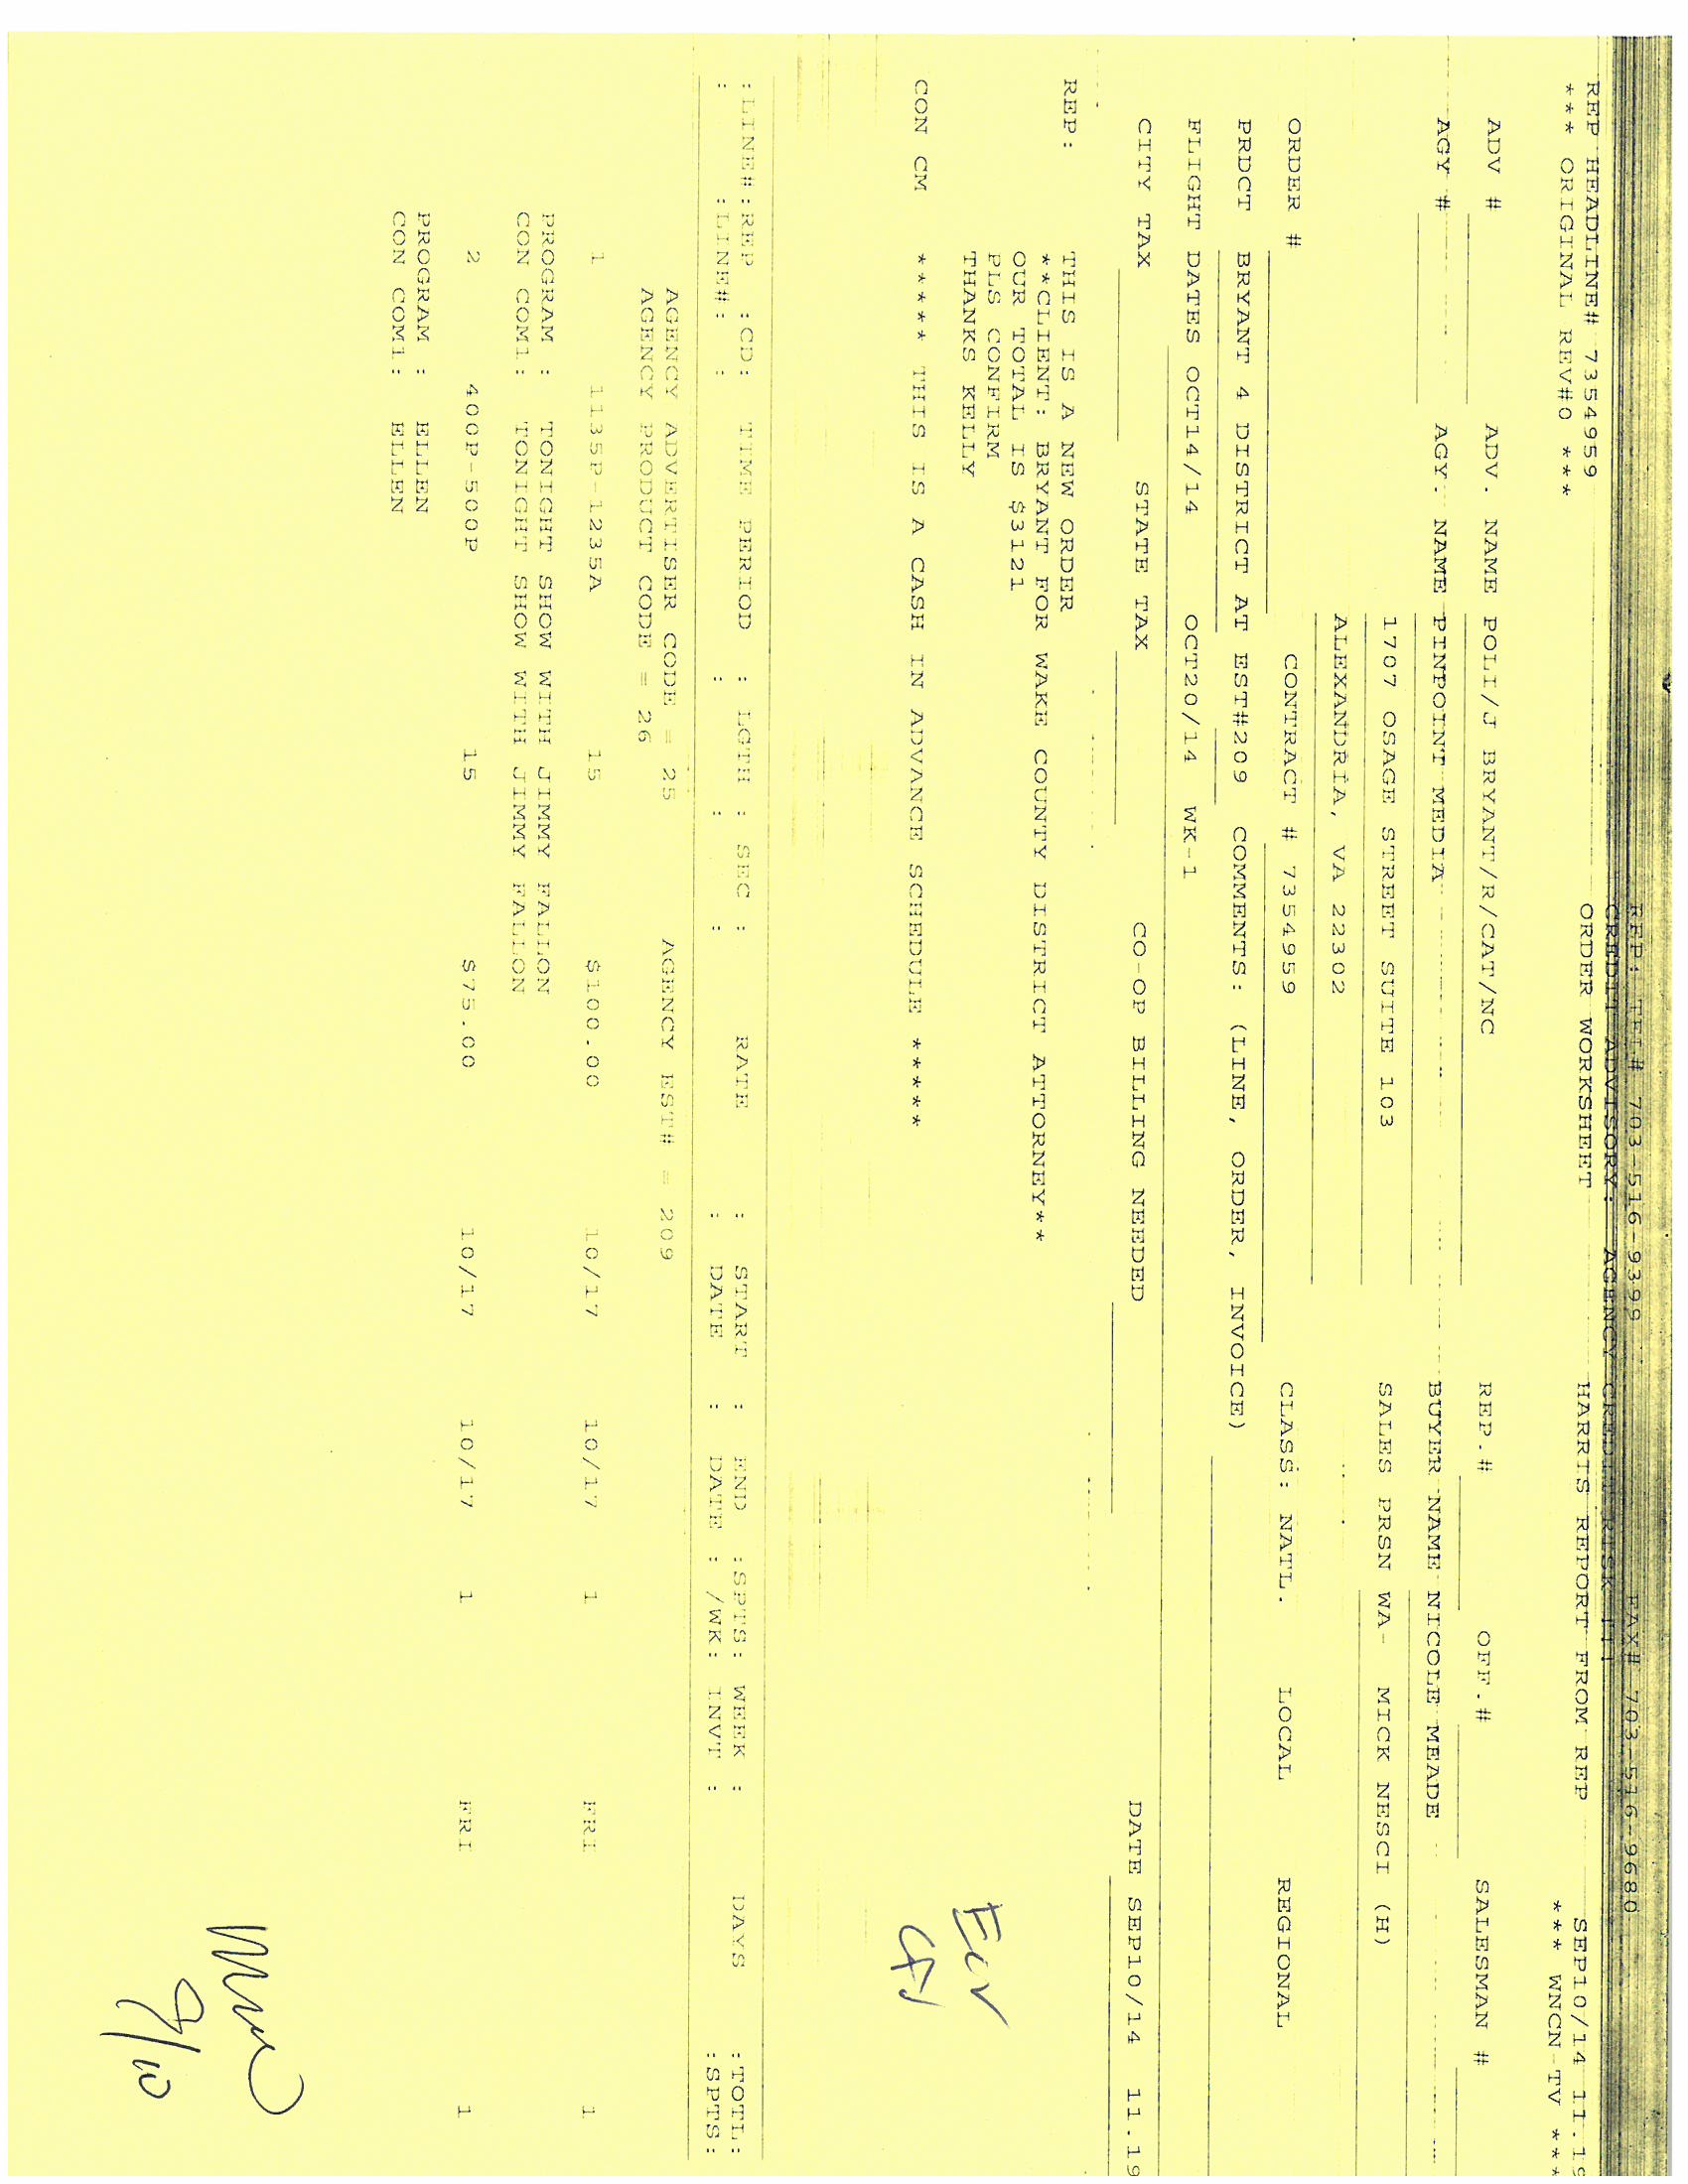 REP: TEL# 703-516-9399 FAX# 703-516-9680
CREDIT ADVISORY: AGENCY CREDIT RISK
REP HEADLINE# 7354959 ORDER WORKSHEET HARRIS REPORT FROM REP SEP10/14 11.19
*** ORIGINAL REV#0 *** *** WNCN-TV ***
ADV # ADV. NAME POLI/J BRYANT/R/CAT/NC REP.# OFF.# SALESMAN #
AGY # AGY. NAME PINPOINT MEDIA BUYER NAME NICOLE MEADE
1707 OSAGE STREET SUITE 103 SALES PRSN WA- MICK NESCI (H)
ALEXANDRIA, VA 22302
ORDER # CONTRACT # 7354959 CLASS: NATL. LOCAL REGIONAL
PRDCT BRYANT 4 DISTRICT AT EST#209 COMMENTS: (LINE, ORDER, INVOICE)
FLIGHT DATES OCT14/14 OCT20/14 WK-1
CITY TAX STATE TAX CO-OP BILLING NEEDED DATE SEP10/14 11.19
REP: THIS IS A NEW ORDER
**CLIENT: BRYANT FOR WAKE COUNTY DISTRICT ATTORNEY**
OUR TOTAL IS $3121
PLS CONFIRM
THANKS KELLY
CON CM ***** THIS IS A CASH IN ADVANCE SCHEDULE *****
:LINE#:REP :CD: TIME PERIOD : LGTH : SEC : RATE : START : END :SPTS: WEEK : DAYS :TOTL:
: :LINE#: : : : : : DATE : DATE : /WK: INVT : :SPTS:
AGENCY ADVERTISER CODE = 25 AGENCY EST# = 209
AGENCY PRODUCT CODE = 26
1 1135P-1235A 15 $100.00 10/17 10/17 1 FRI 1
PROGRAM : TONIGHT SHOW WITH JIMMY FALLON
CON COM1: TONIGHT SHOW WITH JIMMY FALLON
2 400P-500P 15 $75.00 10/17 10/17 1 FRI 1
PROGRAM : ELLEN
CON COM1: ELLEN
9/10